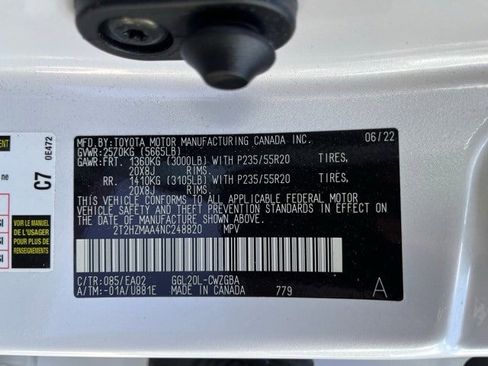 MFD.BY:TOYOTA MOTOR MANUFACTURING CANADA INC. 06/22
GVWR:2570KG (5665LB)
GAWR:FRT. 1360KG (3000LB) WITH P235/55R20 TIRES,
20X8J RIMS.
RR. 1410KG (3105LB) WITH P235/55R20 TIRES,
20X8J RIMS.
THIS VEHICLE CONFORMS TO ALL APPLICABLE FEDERAL MOTOR
VEHICLE SAFETY AND THEFT PREVENTION STANDARDS IN EFFECT ON
THE DATE OF MANUFACTURE SHOWN ABOVE.
2T2HZMAA4NC248820 MPV
C/TR:085/EA02 GGL20L-CWZGBA
A/TM:-01A/U881E MADE IN CANADA 779 A
C7
0E472
ne
VOIR LE MANUEL
DE L'USAGER
POUR PLUS DE
RENSEIGNEMENTS